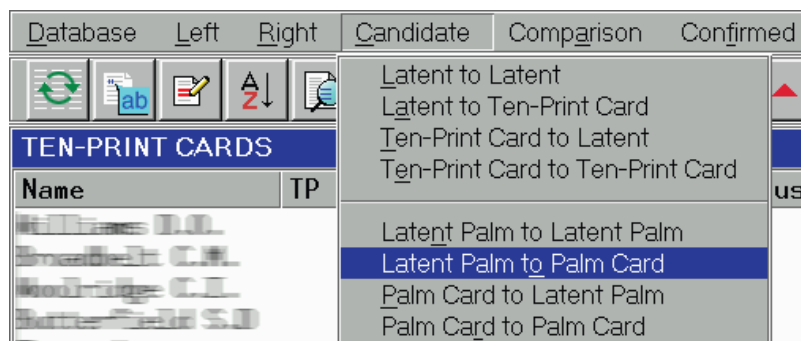 Database Left Right Candidate Comparison Confirmed
ab A Z
Latent to Latent
Latent to Ten-Print Card
Ten-Print Card to Latent
Ten-Print Card to Ten-Print Card
TEN-PRINT CARDS
Name TP us
Latent Palm to Latent Palm
Latent Palm to Palm Card
Palm Card to Latent Palm
Palm Card to Palm Card